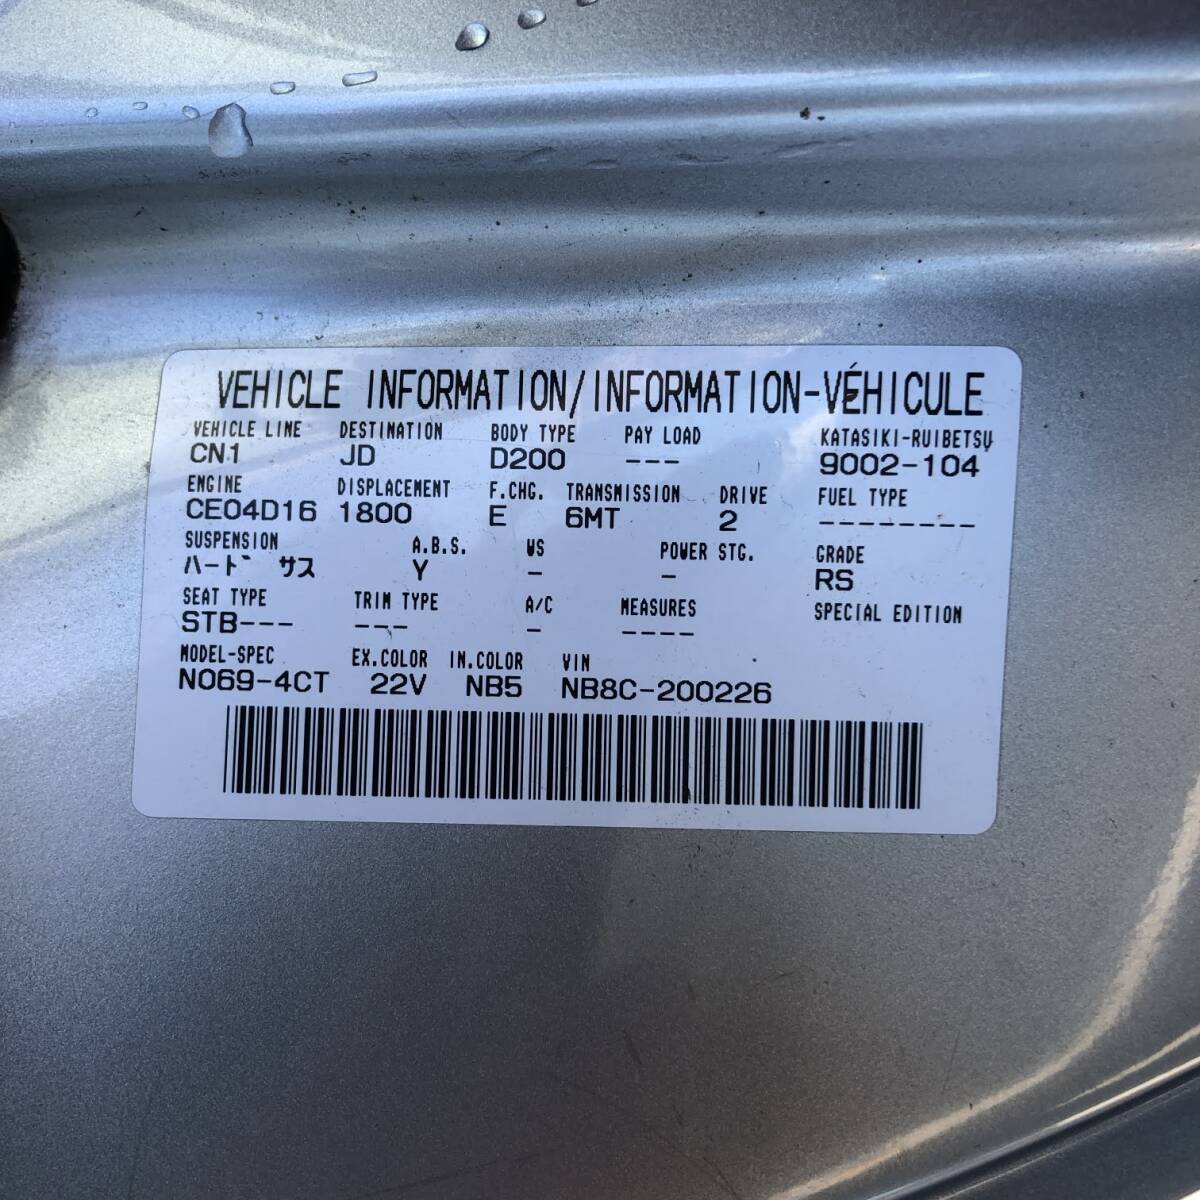 VEHICLE INFORMATION/INFORMATION-VÉHICULE
VEHICLE LINE DESTINATION BODY TYPE PAY LOAD KATASIKI-RUIBETSU
CN1 JD D200 --- 9002-104
ENGINE DISPLACEMENT F.CHG. TRANSMISSION DRIVE FUEL TYPE
CE04D16 1800 E 6MT 2 --------
SUSPENSION A.B.S. WS POWER STG. GRADE
ハード サス Y - - RS
SEAT TYPE TRIM TYPE A/C MEASURES SPECIAL EDITION
STB--- --- - ----
MODEL-SPEC EX.COLOR IN.COLOR VIN
N069-4CT 22V NB5 NB8C-200226